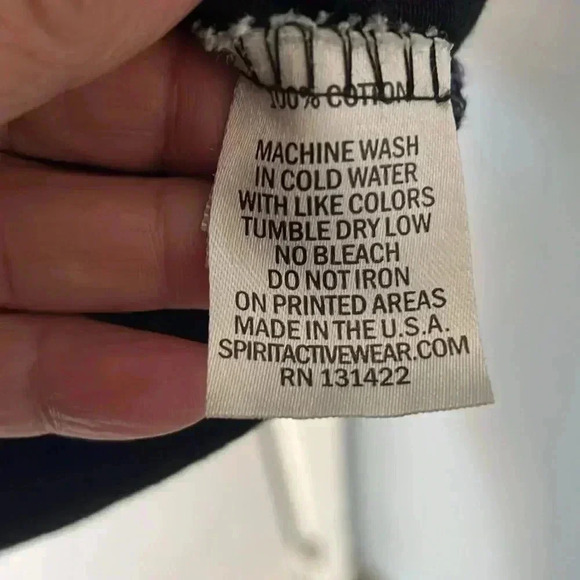 100% COTTON
MACHINE WASH
IN COLD WATER
WITH LIKE COLORS
TUMBLE DRY LOW
NO BLEACH
DO NOT IRON
ON PRINTED AREAS
MADE IN THE U.S.A.
SPIRITACTIVEWEAR.COM
RN 131422